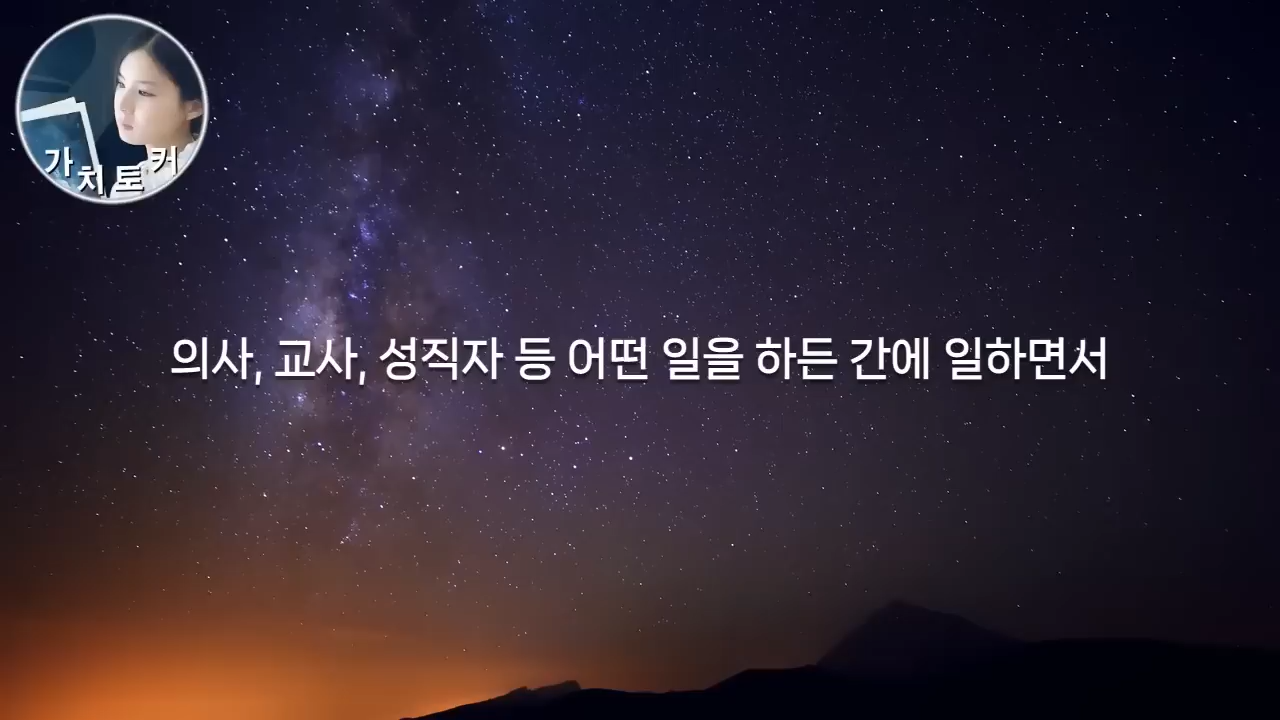 가치토커
의사, 교사, 성직자 등 어떤 일을 하든 간에 일하면서